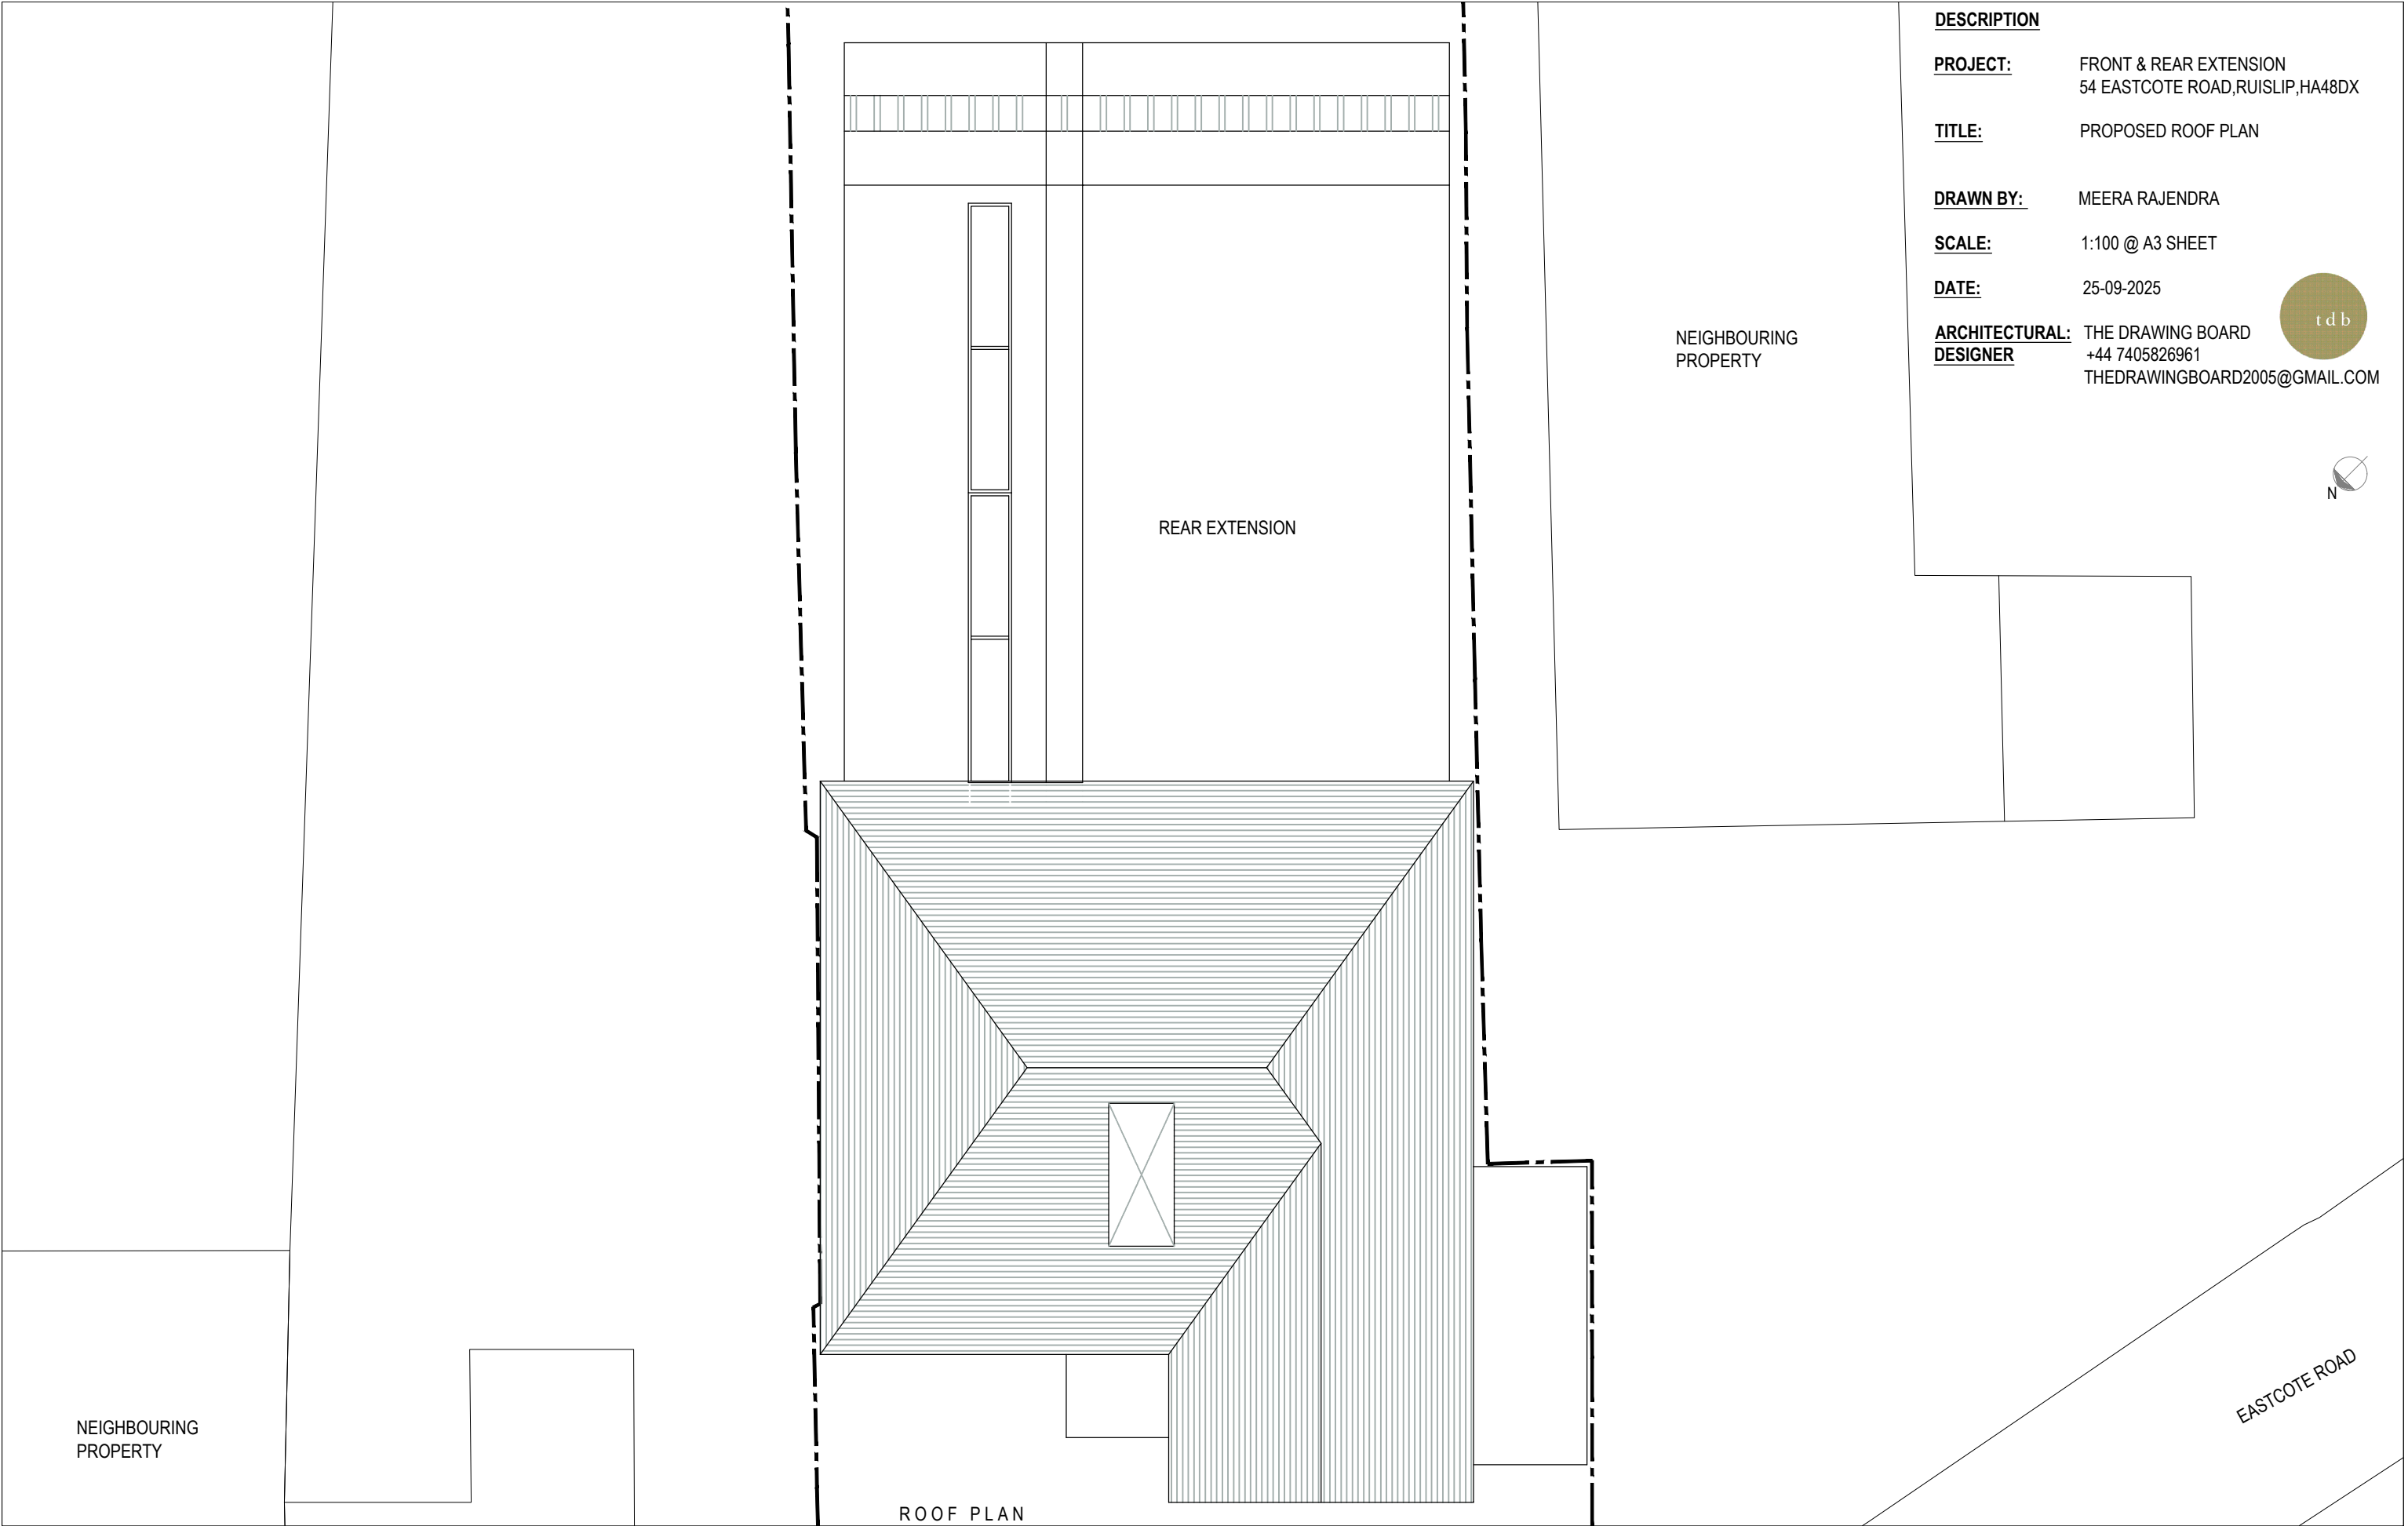 DESCRIPTION
PROJECT: FRONT & REAR EXTENSION
54 EASTCOTE ROAD,RUISLIP,HA48DX
TITLE: PROPOSED ROOF PLAN
DRAWN BY: MEERA RAJENDRA
SCALE: 1:100 @ A3 SHEET
DATE: 25-09-2025
tdb
ARCHITECTURAL: THE DRAWING BOARD
DESIGNER +44 7405826961
THEDRAWINGBOARD2005@GMAIL.COM
N
NEIGHBOURING
PROPERTY
REAR EXTENSION
EASTCOTE ROAD
NEIGHBOURING
PROPERTY
ROOF PLAN